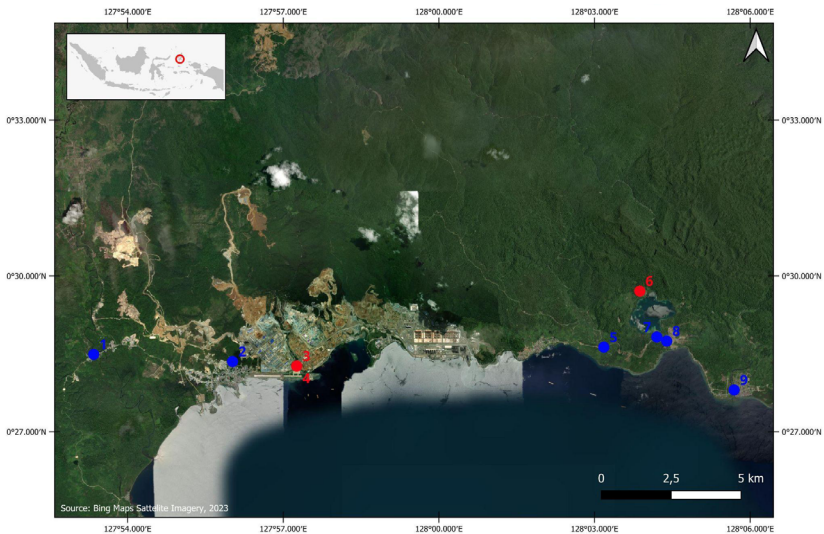 127°54.000'E 127°57.000'E 128°00.000'E 128°03.000'E 128°06.000'E
0°33.000'N 0°33.000'N
0°30.000'N 0°30.000'N
6
7
8
5
3
1
2
4
9
0°27.000'N 0°27.000'N
0 2,5 5 km
Source: Bing Maps Sattelite Imagery, 2023
127°54.000'E 127°57.000'E 128°00.000'E 128°03.000'E 128°06.000'E